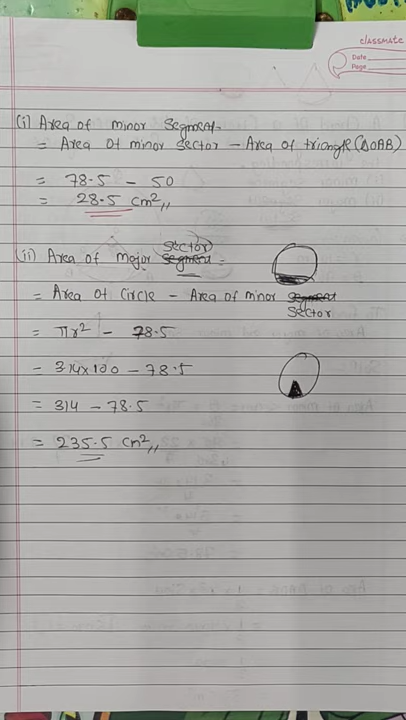 classmate
Date
Page
(i) Area of minor Segment-
= Area Of minor sector - Area of triangle (△OAB)
= 78.5 - 50
= 28.5 cm²,,
(ii) Area of major segment sector =
= Area of circle - Area of minor segment sector
= πr² - 78.5
= 3.14x100 - 78.5
= 314 - 78.5
= 235.5 cm²,,